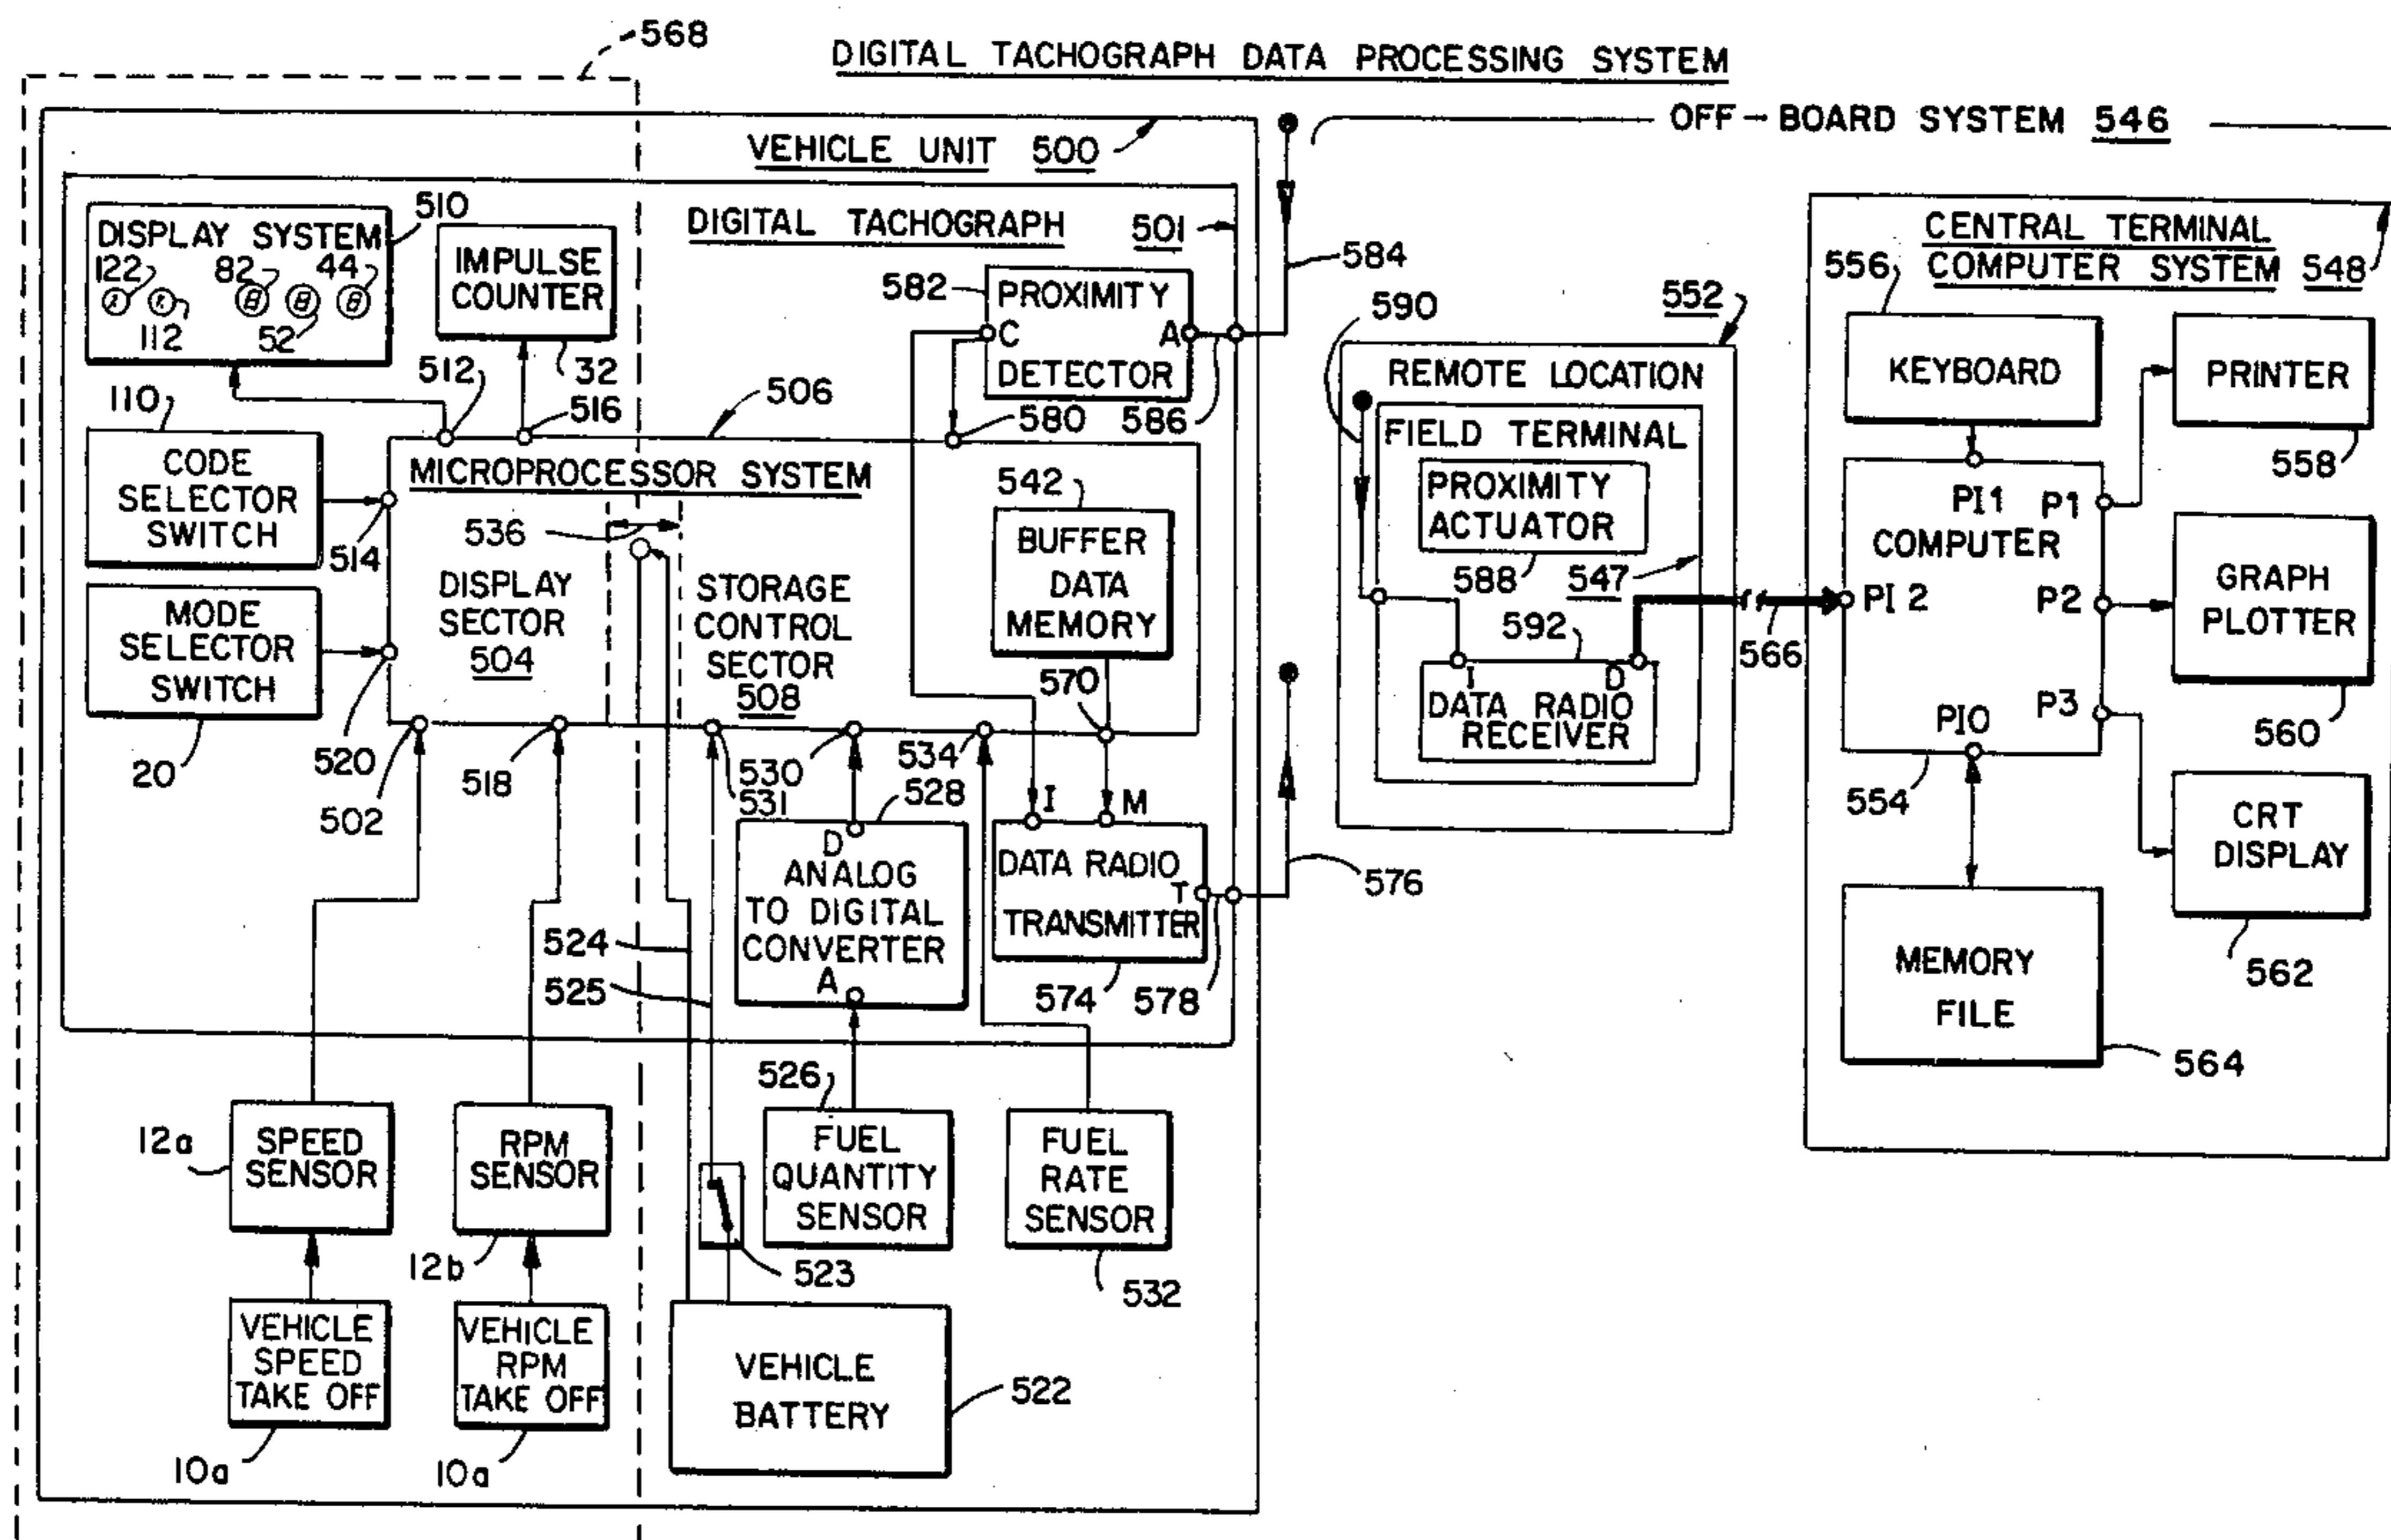 568
DIGITAL TACHOGRAPH DATA PROCESSING SYSTEM
OFF-BOARD SYSTEM 546
VEHICLE UNIT 500
DIGITAL TACHOGRAPH
501
DISPLAY SYSTEM
510
122
82
44
112
52
IMPULSE
COUNTER
32
582
PROXIMITY
C
A
DETECTOR
584
586
580
512
516
506
110
CODE
SELECTOR
SWITCH
514
MICROPROCESSOR SYSTEM
536
DISPLAY
SECTOR
504
STORAGE
CONTROL
SECTOR
508
542
BUFFER
DATA
MEMORY
570
MODE
SELECTOR
SWITCH
20
520
502
518
530
531
534
528
D
ANALOG
TO DIGITAL
CONVERTER
A
I
M
DATA RADIO
T
TRANSMITTER
574
578
576
524
525
526
FUEL
QUANTITY
SENSOR
FUEL
RATE
SENSOR
532
523
12a
SPEED
SENSOR
RPM
SENSOR
12b
VEHICLE
SPEED
TAKE OFF
10a
VEHICLE
RPM
TAKE OFF
10a
VEHICLE
BATTERY
522
590
552
REMOTE LOCATION
FIELD TERMINAL
PROXIMITY
ACTUATOR
588
547
592
I
D
DATA RADIO
RECEIVER
566
CENTRAL TERMINAL
COMPUTER SYSTEM 548
556
KEYBOARD
PRINTER
558
PI1
P1
COMPUTER
PI 2
P2
GRAPH
PLOTTER
560
PIO
P3
554
CRT
DISPLAY
562
MEMORY
FILE
564